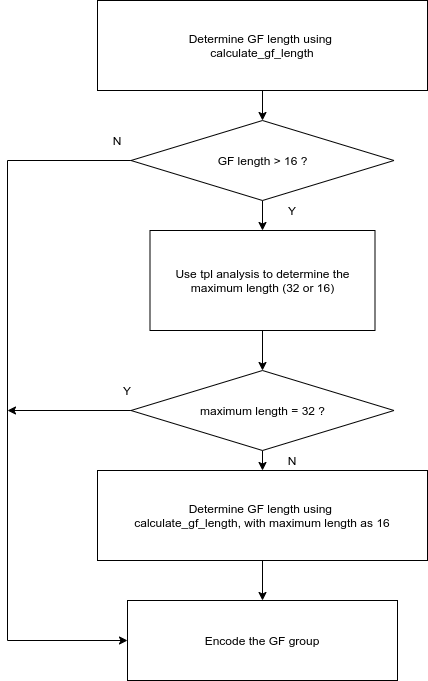 Determine GF length using
calculate_gf_length
N
GF length > 16 ?
Y
Use tpl analysis to determine the
maximum length (32 or 16)
Y
maximum length = 32 ?
N
Determine GF length using
calculate_gf_length, with maximum length as 16
Encode the GF group